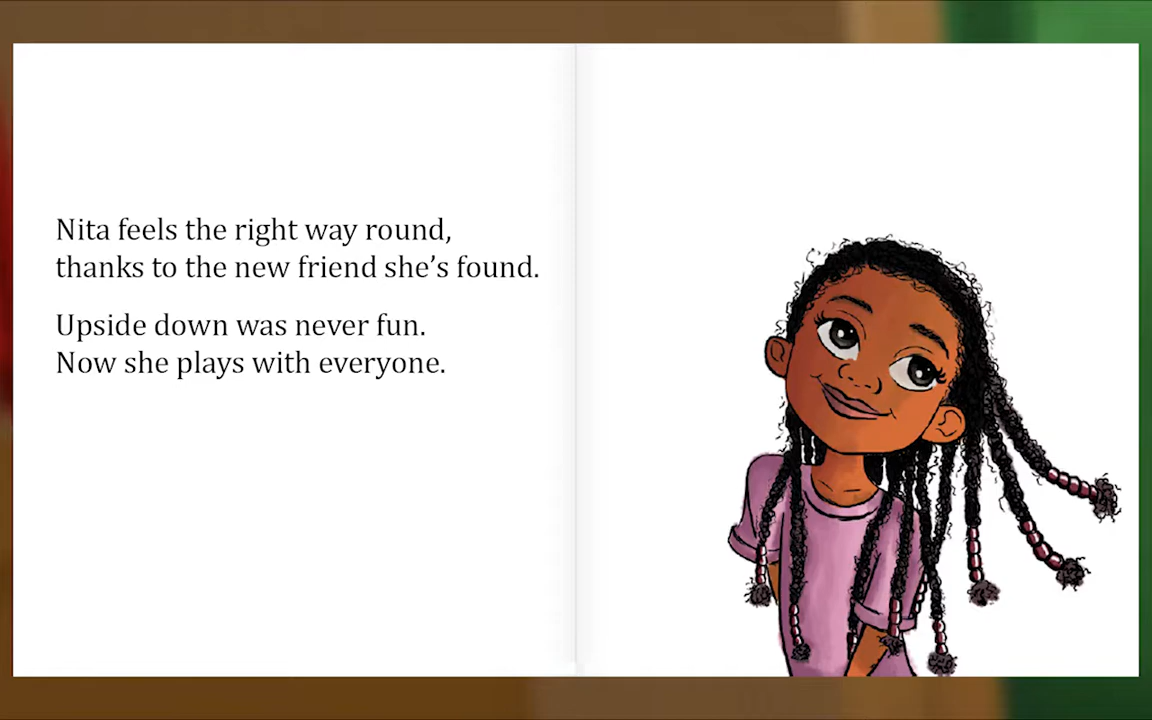 Nita feels the right way round,
thanks to the new friend she’s found.
Upside down was never fun.
Now she plays with everyone.